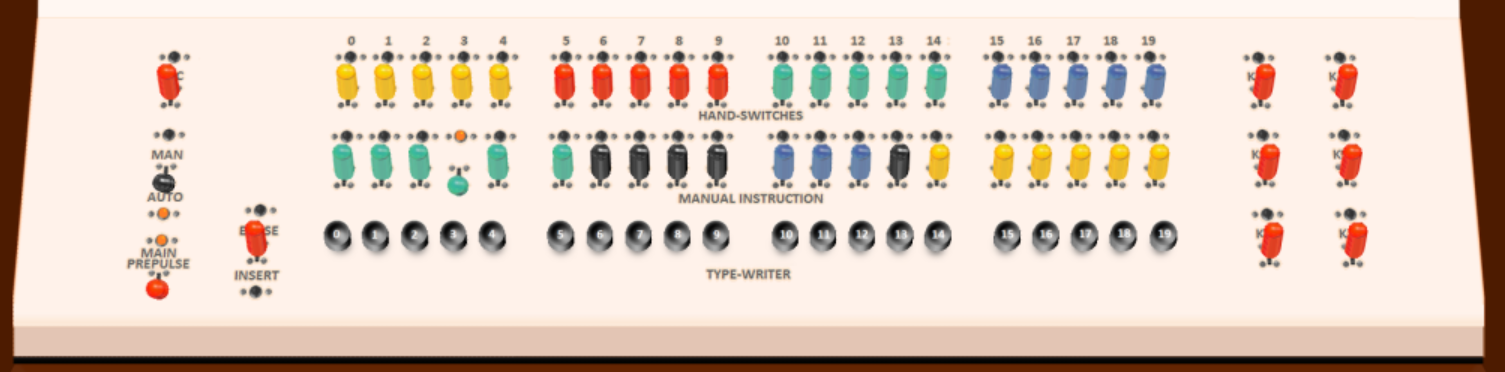 0 1 2 3 4 5 6 7 8 9 10 11 12 13 14 15 16 17 18 19
HAND-SWITCHES
MAN
AUTO
MANUAL INSTRUCTION
0 1 2 3 4 5 6 7 8 9 10 11 12 13 14 15 16 17 18 19
MAIN
PREPULSE
INSERT
TYPE-WRITER